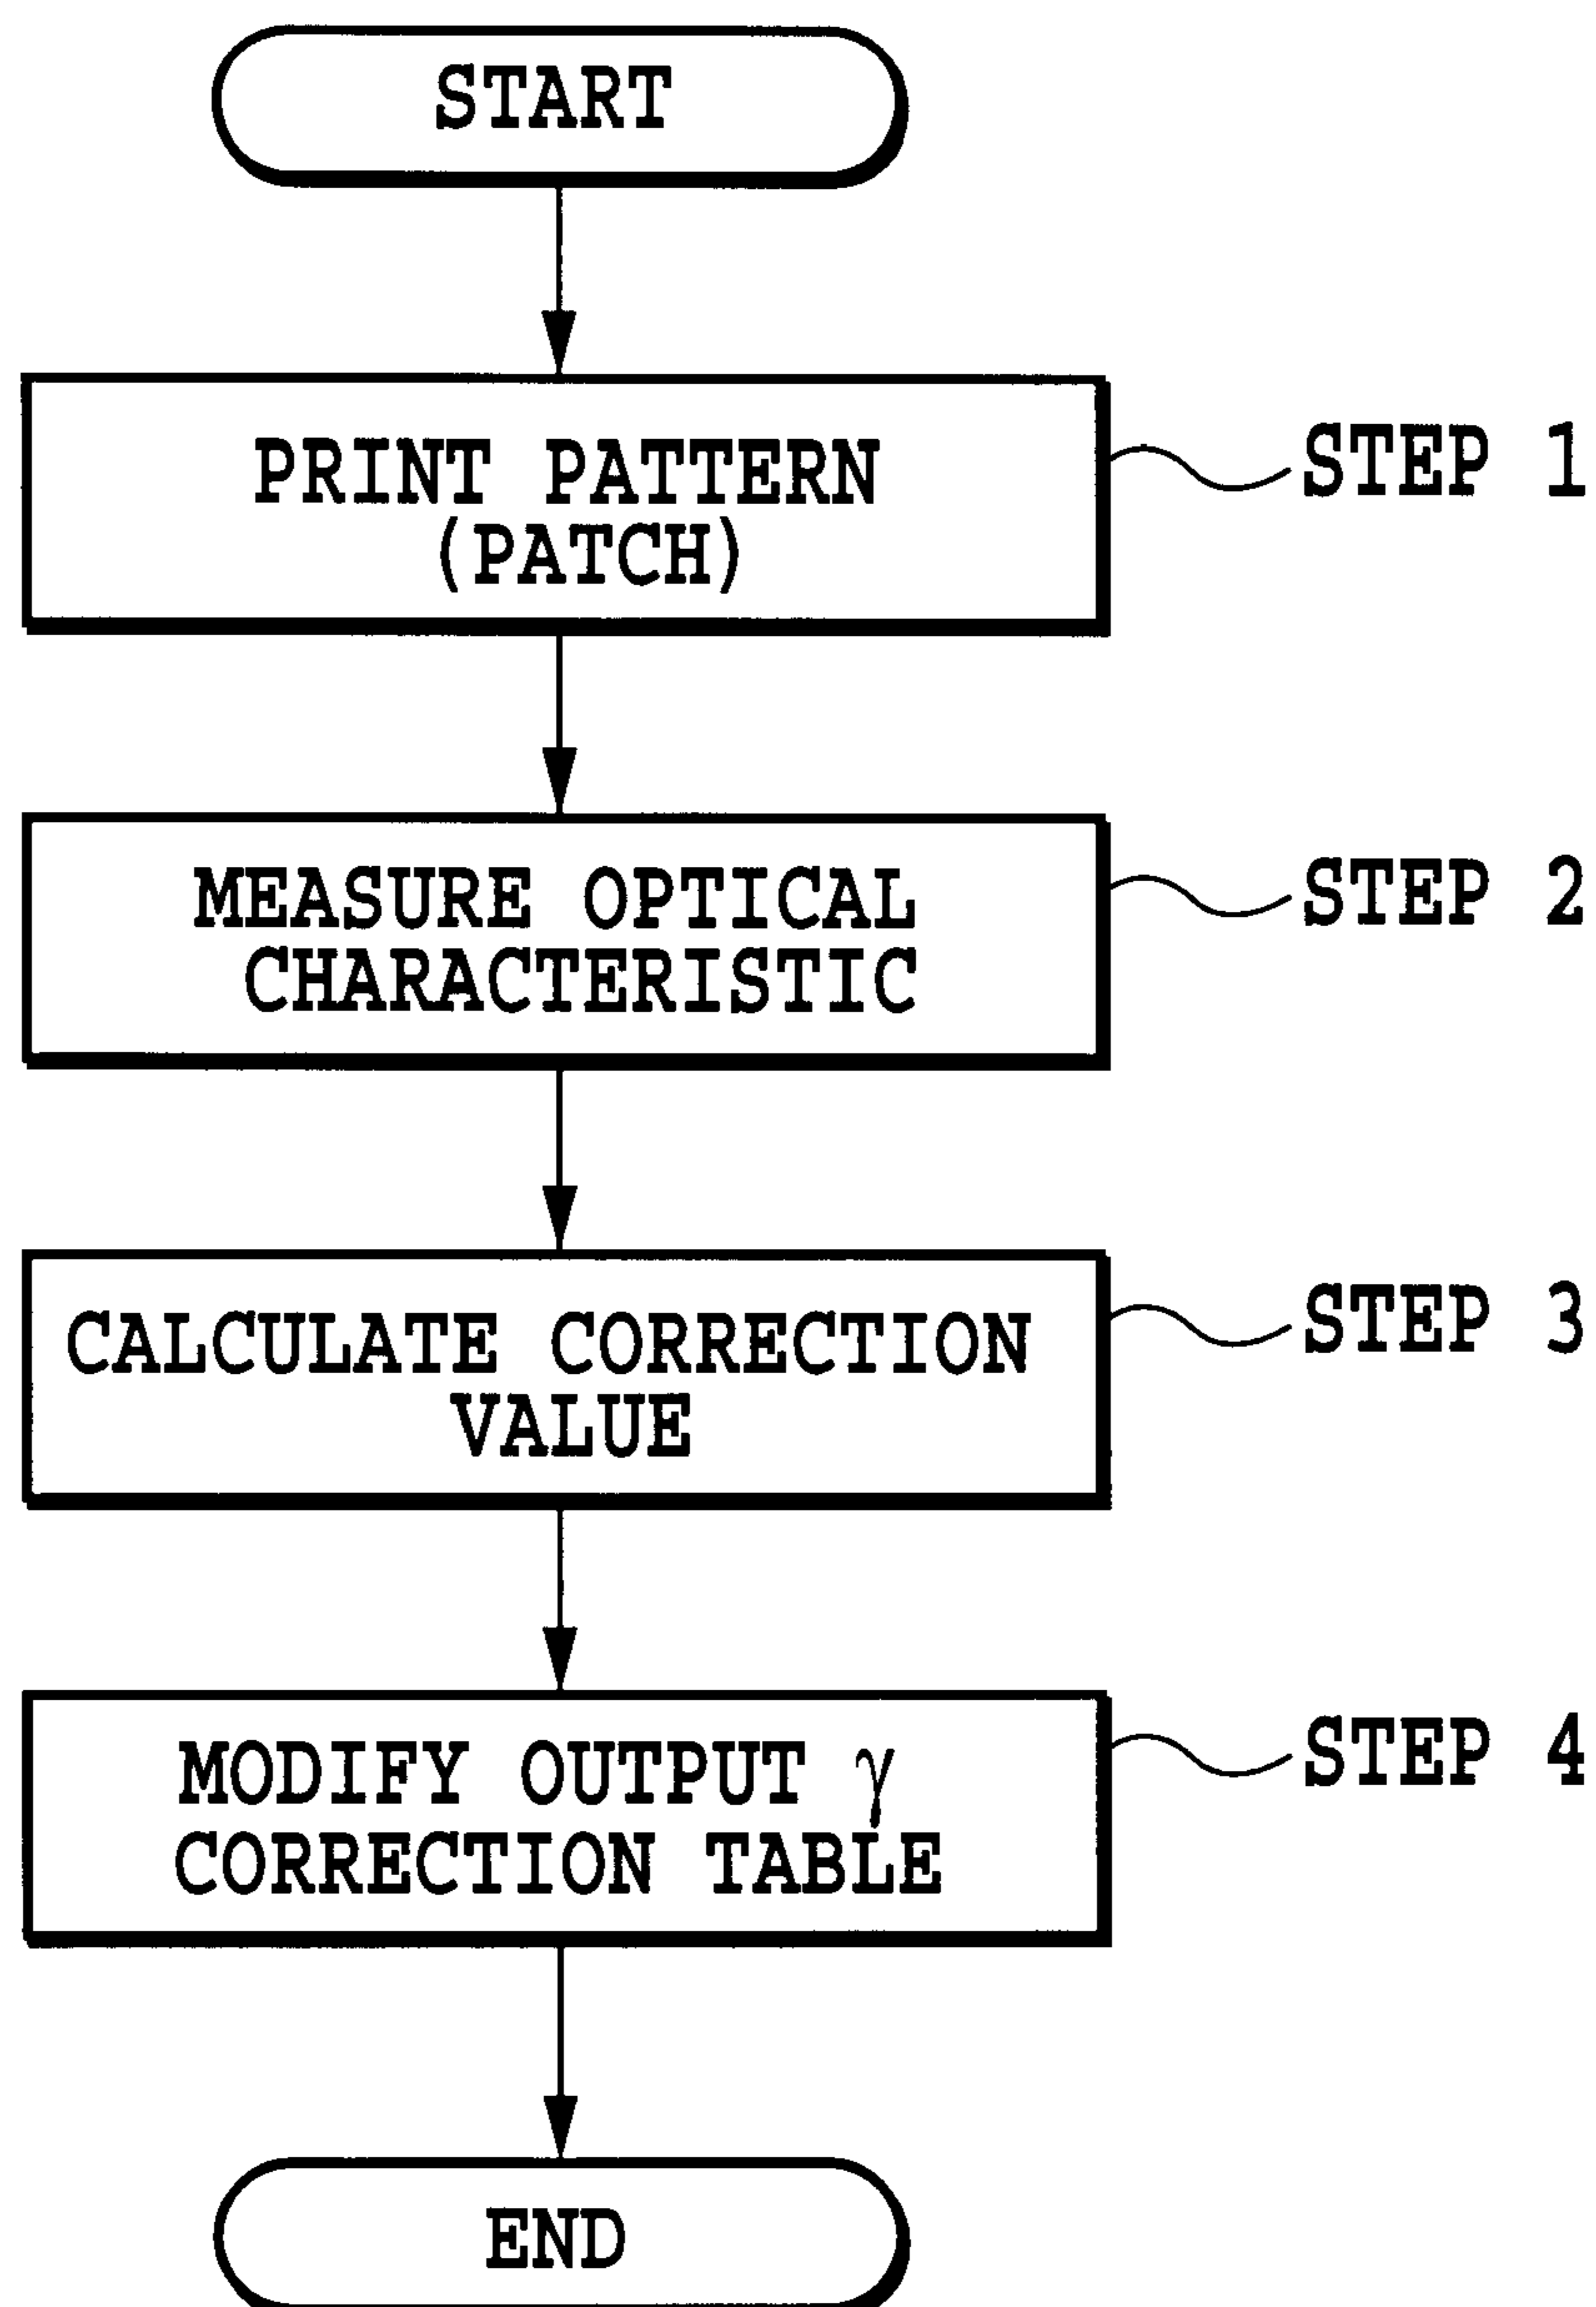 START
PRINT PATTERN
(PATCH)
STEP 1
MEASURE OPTICAL
CHARACTERISTIC
STEP 2
CALCULATE CORRECTION
VALUE
STEP 3
MODIFY OUTPUT γ
CORRECTION TABLE
STEP 4
END